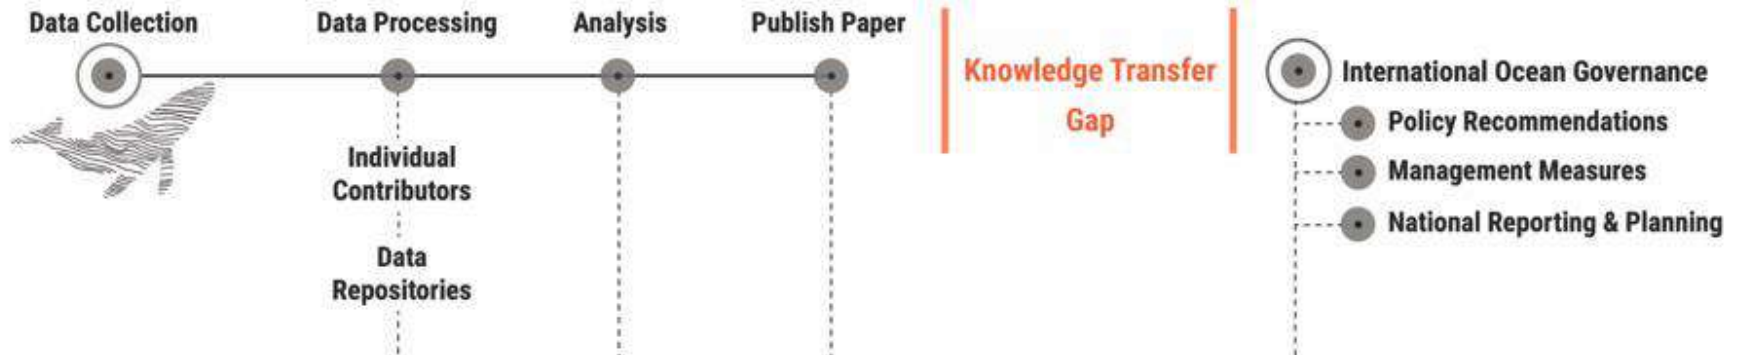 Data Collection
Data Processing
Analysis
Publish Paper
Knowledge Transfer
Gap
International Ocean Governance
Policy Recommendations
Management Measures
National Reporting & Planning
Individual
Contributors
Data
Repositories